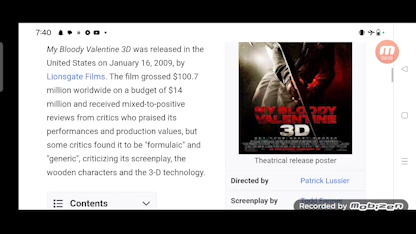 7:40
My Bloody Valentine 3D was released in the
United States on January 16, 2009, by
Lionsgate Films. The film grossed $100.7
million worldwide on a budget of $14
million and received mixed-to-positive
reviews from critics who praised its
performances and production values, but
some critics found it to be "formulaic" and
"generic", criticizing its screenplay, the
wooden characters and the 3-D technology.
Contents
MY BLOODY
VALENTINE
3D
Theatrical release poster
Directed by Patrick Lussier
Screenplay by Todd Farmer
Recorded by Mobizen